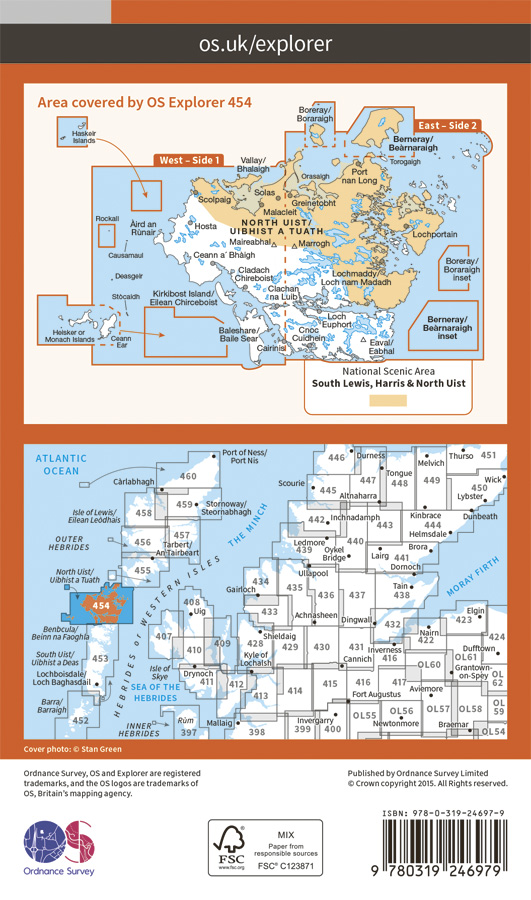 os.uk/explorer
Area covered by OS Explorer 454
Haskeir
Islands
Boreray/
Boraraigh
East – Side 2
Berneray/
Beàrnaraigh
West – Side 1
Vallay/
Bhalaigh
Orasaigh
Torogaigh
Port
nan Long
Solas
Scolpaig
Greinetobht
Malacleit
Rockall
Àird an
Rùnair
Hosta
NORTH UIST/
UIBHIST A TUATH
Lochportain
Maireabhal
Marrogh
Causamaul
Ceann a' Bhàigh
Boreray/
Boraraigh
inset
Deasgeir
Cladach
Chireboist
Lochmaddy/
Loch nam Madadh
Stòcaidh
Kirkibost Island/
Eilean Chirceboist
Clachan
na Luib
Heisker or
Monach Islands
Ceann
Ear
Baleshare/
Baile Sear
Loch
Euphort
Berneray/
Beàrnaraigh
inset
Cnoc
Cuidhein
Cairinis
Eaval/
Eabhal
National Scenic Area
South Lewis, Harris & North Uist
ATLANTIC
OCEAN
Port of Ness/
Port Nis
446
Durness
Melvich
Thurso
451
Càrlabhagh
460
Scourie
447
Tongue
448
449
Wick
450
459
Stornoway/
Steornabhagh
445
Altnaharra
Lybster
Isle of Lewis/
Eilean Leòdhais
458
THE MINCH
442
Inchnadamph
443
Kinbrace
444
Dunbeath
Helmsdale
OUTER
HEBRIDES
456
457
Tarbert/
An Tairbeart
Ledmore
439
Oykel
Bridge
440
Lairg
441
Brora
455
Ullapool
Dornoch
North Uist/
Uibhist a Tuath
HEBRIDES or WESTERN ISLES
434
435
436
437
438
Tain
MORAY FIRTH
454
Gairloch
433
408
Uig
Achnasheen
Dingwall
432
Elgin
423
Benbecula/
Beinn na Faoghla
407
409
428
Shieldaig
429
430
431
Inverness
Nairn
422
424
410
Kyle of
Lochalsh
Cannich
416
OL60
OL61
Dufftown
South Uist/
Uibhist a Deas
453
Isle of
Skye
Drynoch
411
412
Grantown-
on-Spey
OL
62
Lochboisdale/
Loch Baghasdail
SEA OF THE
HEBRIDES
413
414
415
416
417
Aviemore
Fort Augustus
Barra/
Barraigh
452
INNER
HEBRIDES
Rùm
397
Mallaig
398
Invergarry
399
400
OL55
OL56
Newtonmore
OL57
OL58
Braemar
OL
59
OL54
Cover photo: © Stan Green
Ordnance Survey, OS and Explorer are registered
trademarks, and the OS logos are trademarks of
OS, Britain's mapping agency.
Published by Ordnance Survey Limited
© Crown copyright 2015. All Rights reserved.
OS
Ordnance Survey
FSC
www.fsc.org
MIX
Paper from
responsible sources
FSC® C123871
ISBN: 978-0-319-24697-9
9 780319 246979